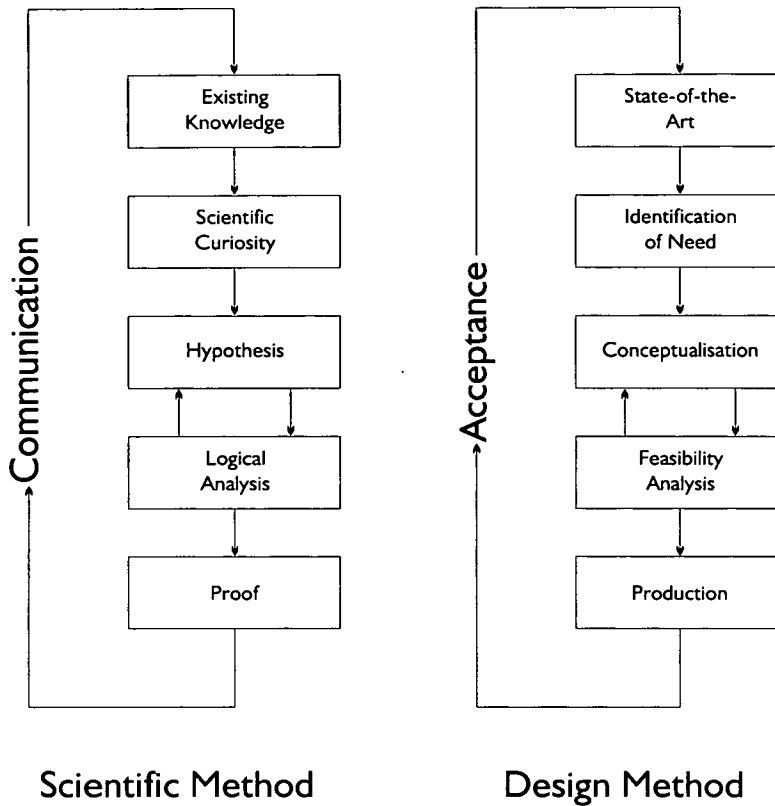 Communication
Existing
Knowledge
Scientific
Curiosity
Hypothesis
Logical
Analysis
Proof
Scientific Method
Acceptance
State-of-the-
Art
Identification
of Need
Conceptualisation
Feasibility
Analysis
Production
Design Method